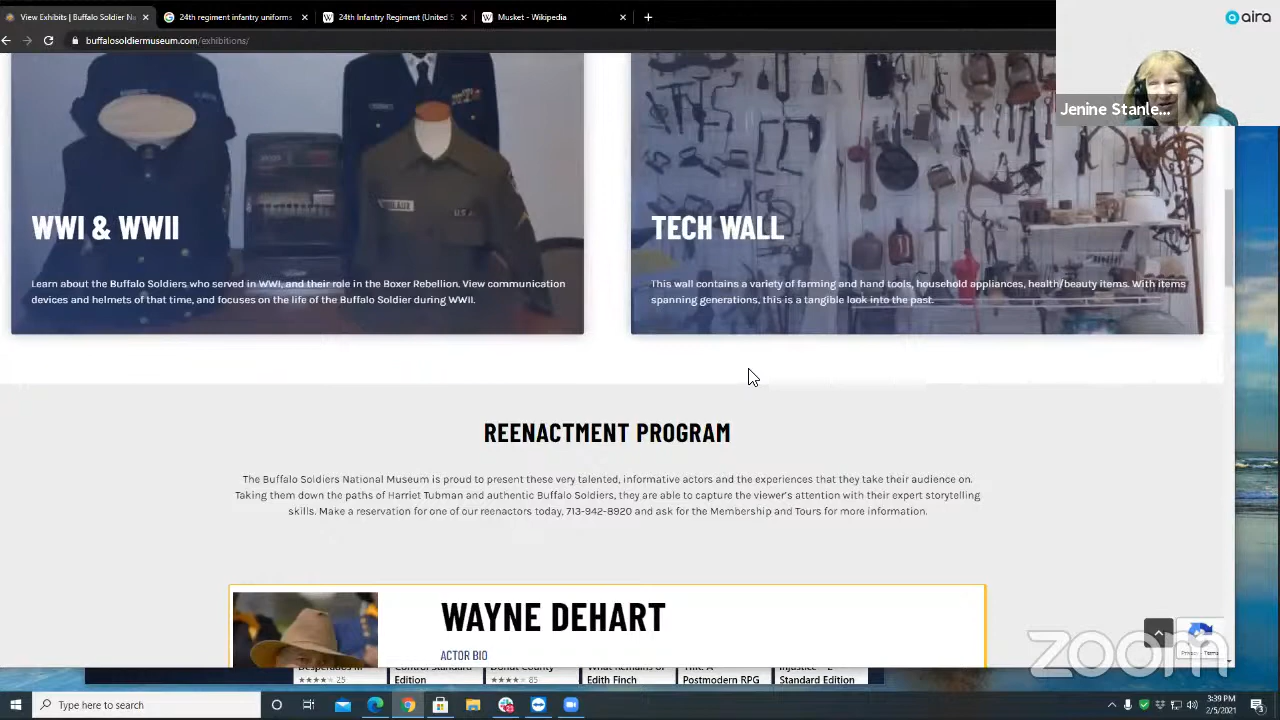 View Exhibits | Buffalo Soldier Na
24th regiment infantry uniforms
24th Infantry Regiment (United S
Musket - Wikipedia
buffalosoldiermuseum.com/exhibitions/
aira
Jenine Stanle...
U.S.A
WWI & WWII
Learn about the Buffalo Soldiers who served in WWI, and their role in the Boxer Rebellion. View communication
devices and helmets of that time, and focuses on the life of the Buffalo Soldier during WWII.
TECH WALL
This wall contains a variety of farming and hand tools, household appliances, health/beauty items. With items
spanning generations, this is a tangible look into the past.
REENACTMENT PROGRAM
The Buffalo Soldiers National Museum is proud to present these very talented, informative actors and the experiences that they take their audience on.
Taking them down the paths of Harriet Tubman and authentic Buffalo Soldiers, they are able to capture the viewer's attention with their expert storytelling
skills. Make a reservation for one of our reenactors today, 713-942-8920 and ask for the Membership and Tours for more information.
WAYNE DEHART
ACTOR BIO
Privacy - Terms
zoom
Edition
25
Donut County
69
What Remains of
Edith Finch
Postmodern RPG
Injustice - 2
Standard Edition
Type here to search
3:39 PM
2/5/2021